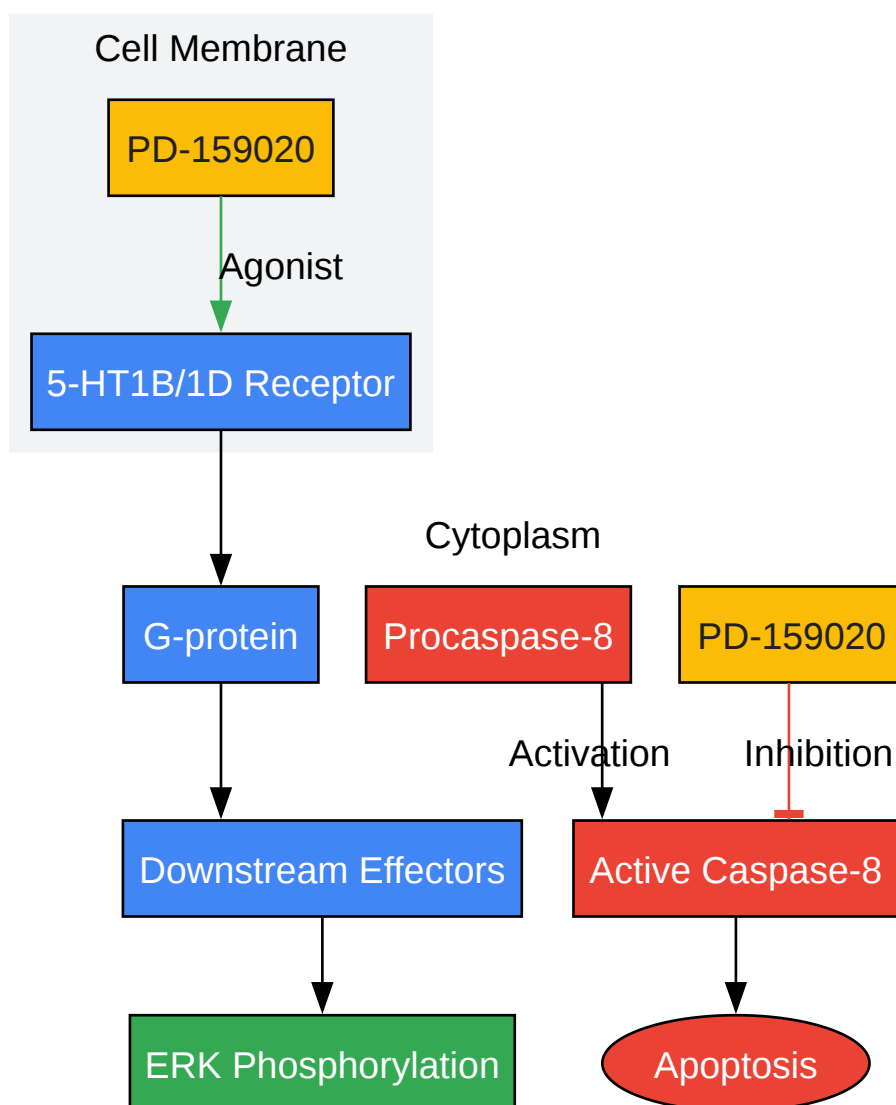 Cell Membrane
PD-159020
Agonist
5-HT1B/1D Receptor
Cytoplasm
G-protein
Procaspase-8
PD-159020
Activation
Inhibition
Downstream Effectors
Active Caspase-8
ERK Phosphorylation
Apoptosis